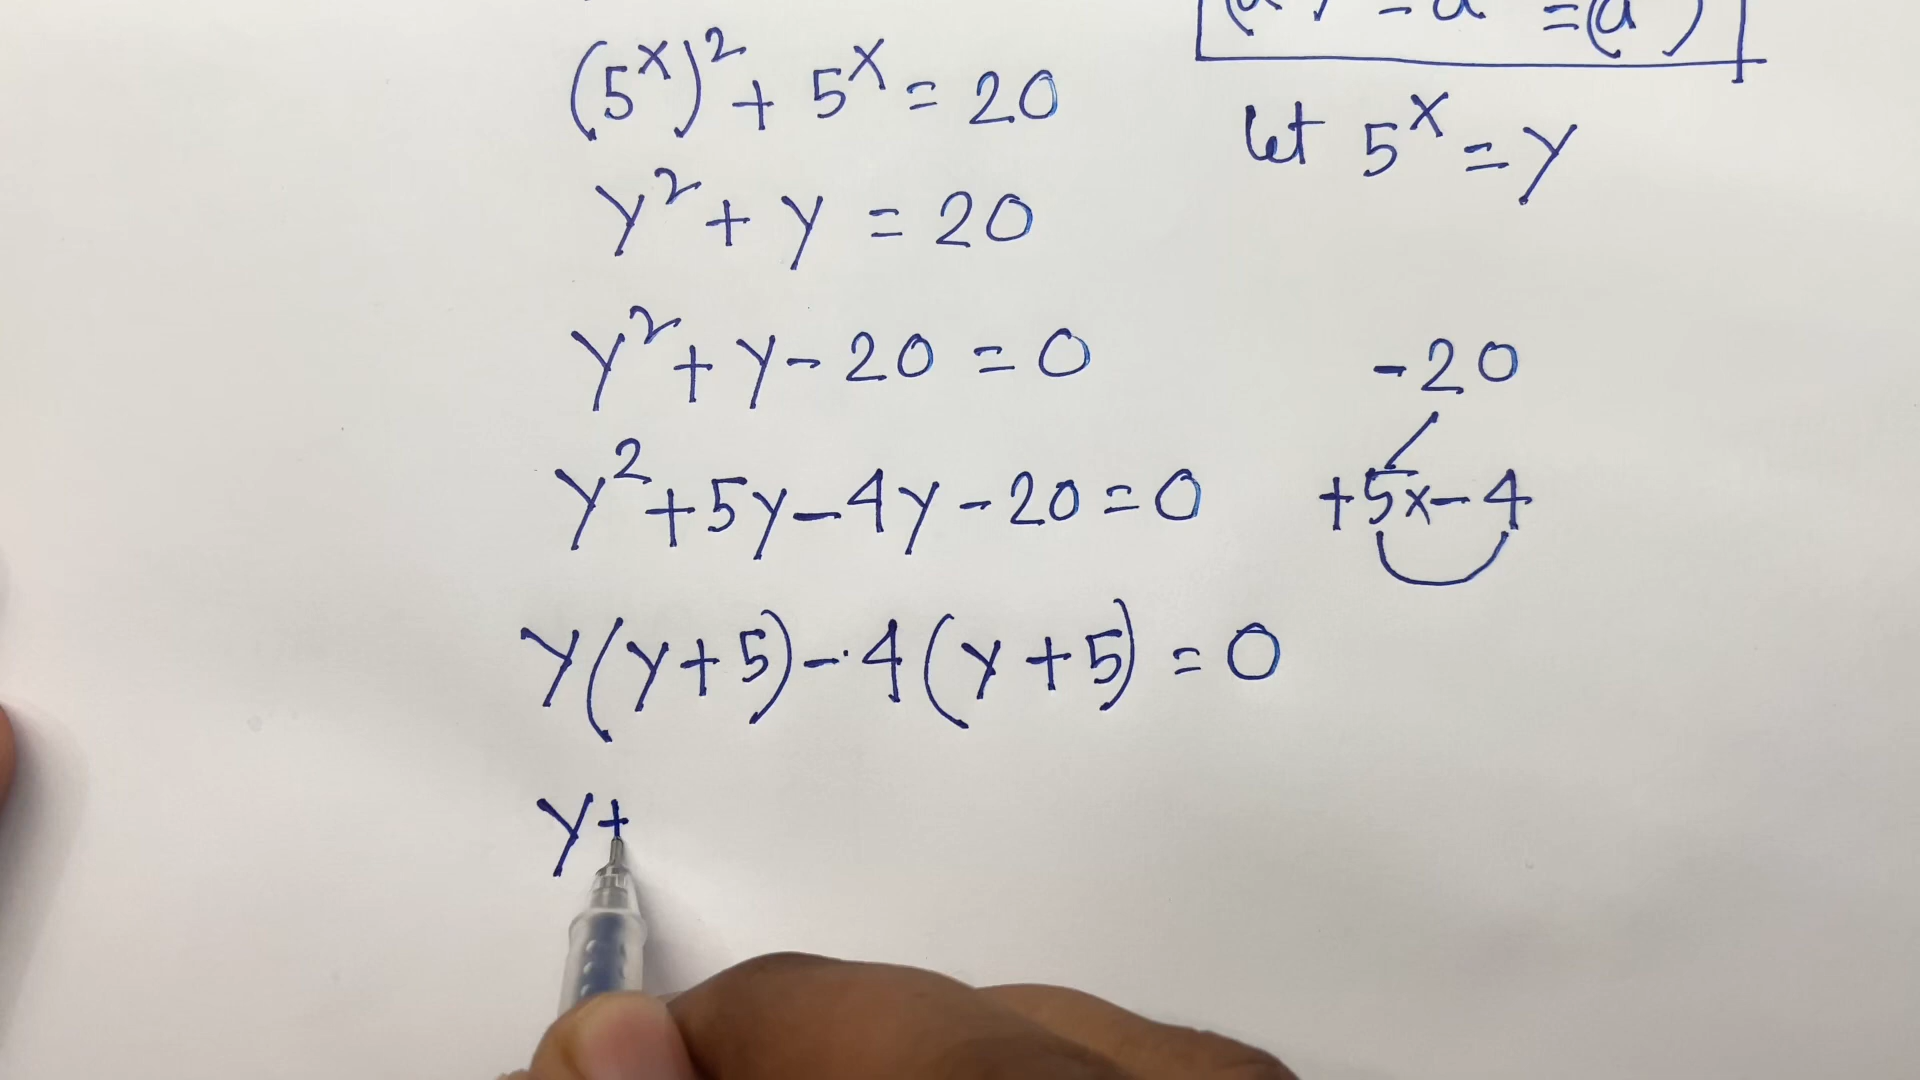 (5^x)^2 + 5^x = 20
let 5^x = y
y^2 + y = 20
y^2 + y - 20 = 0
-20
y^2 + 5y - 4y - 20 = 0
+5x-4
y(y+5) - 4(y+5) = 0
y+